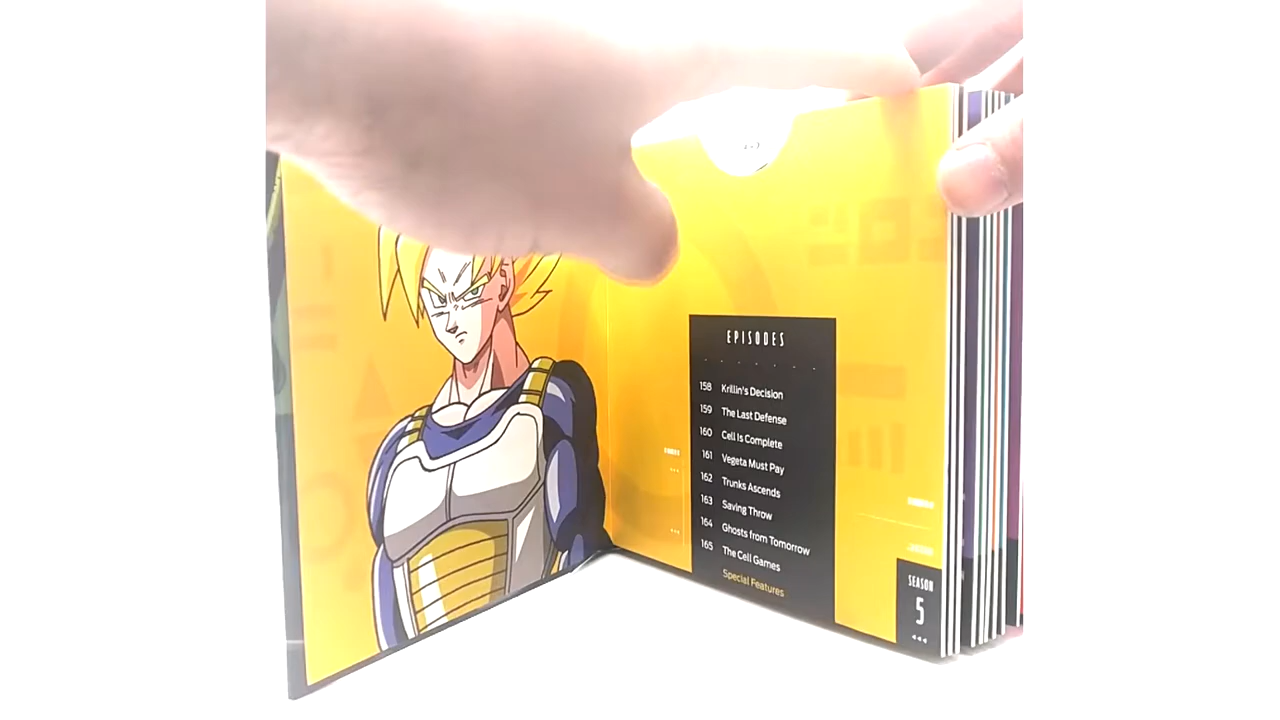 EPISODES
158 Krillin's Decision
159 The Last Defense
160 Cell Is Complete
161 Vegeta Must Pay
162 Trunks Ascends
163 Saving Throw
164 Ghosts from Tomorrow
165 The Cell Games
Special Features
SEASON
5